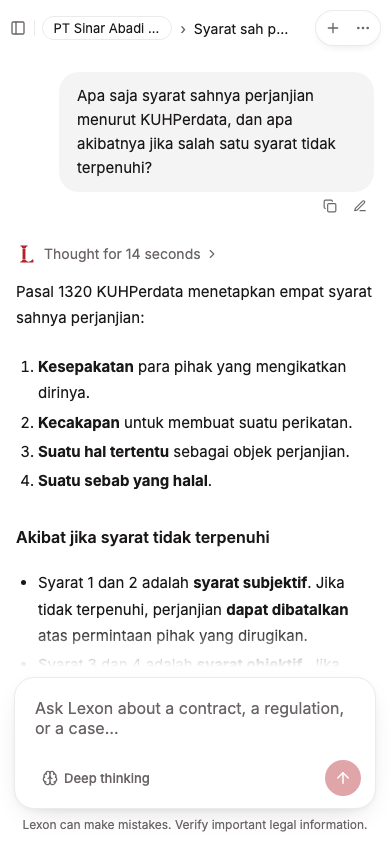 PT Sinar Abadi ... › Syarat sah p...
Apa saja syarat sahnya perjanjian
menurut KUHPerdata, dan apa
akibatnya jika salah satu syarat tidak
terpenuhi?
L Thought for 14 seconds >
Pasal 1320 KUHPerdata menetapkan empat syarat
sahnya perjanjian:
1. Kesepakatan para pihak yang mengikatkan
dirinya.
2. Kecakapan untuk membuat suatu perikatan.
3. Suatu hal tertentu sebagai objek perjanjian.
4. Suatu sebab yang halal.
Akibat jika syarat tidak terpenuhi
• Syarat 1 dan 2 adalah syarat subjektif. Jika
tidak terpenuhi, perjanjian dapat dibatalkan
atas permintaan pihak yang dirugikan.
• Syarat 3 dan 4 adalah syarat objektif. Jika
Ask Lexon about a contract, a regulation,
or a case...
Deep thinking
Lexon can make mistakes. Verify important legal information.